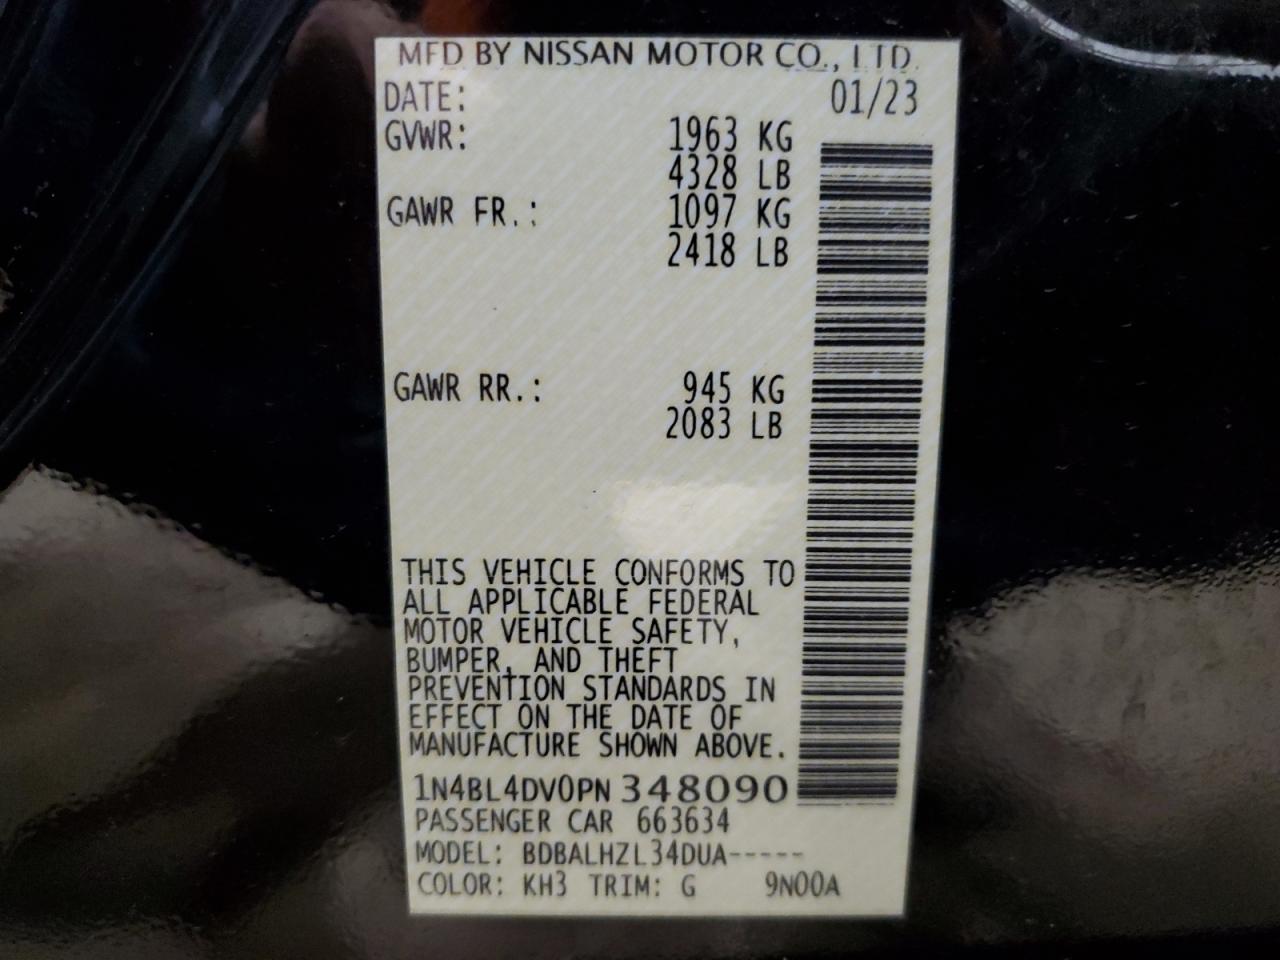 MFD BY NISSAN MOTOR CO., LTD.
DATE: 01/23
GVWR: 1963 KG
4328 LB
GAWR FR.: 1097 KG
2418 LB
GAWR RR.: 945 KG
2083 LB
THIS VEHICLE CONFORMS TO
ALL APPLICABLE FEDERAL
MOTOR VEHICLE SAFETY,
BUMPER, AND THEFT
PREVENTION STANDARDS IN
EFFECT ON THE DATE OF
MANUFACTURE SHOWN ABOVE.
1N4BL4DV0PN348090
PASSENGER CAR 663634
MODEL: BDBALHZL34DUA-----
COLOR: KH3 TRIM: G 9N00A